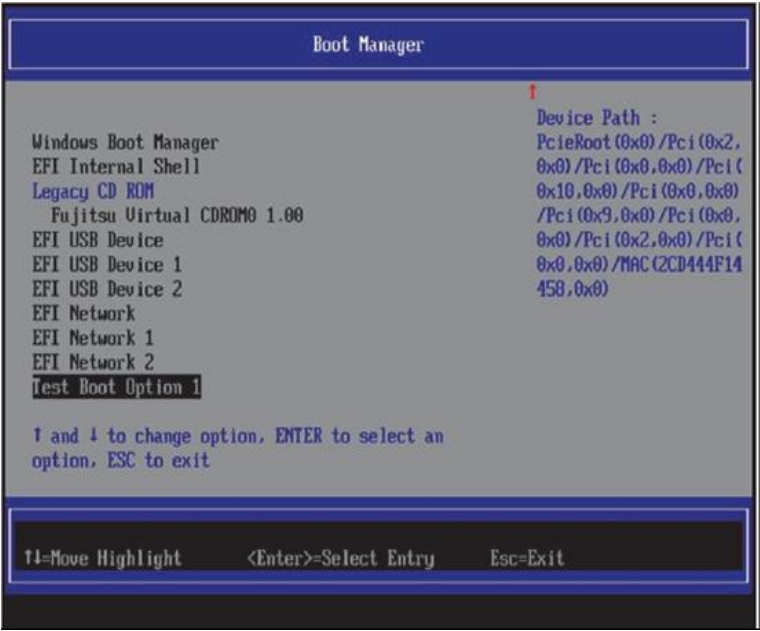 Boot Manager
↑
Device Path :
Windows Boot Manager
PcieRoot(0x0)/Pci(0x2,
EFI Internal Shell
0x0)/Pci(0x0,0x0)/Pci(
Legacy CD ROM
0x10,0x0)/Pci(0x0,0x0)
Fujitsu Virtual CDROM0 1.00
/Pci(0x9,0x0)/Pci(0x0,
EFI USB Device
0x0)/Pci(0x2,0x0)/Pci(
EFI USB Device 1
0x0,0x0)/MAC(2CD444F14
EFI USB Device 2
458,0x0)
EFI Network
EFI Network 1
EFI Network 2
Test Boot Option 1
↑ and ↓ to change option, ENTER to select an
option, ESC to exit
↑↓=Move Highlight <Enter>=Select Entry Esc=Exit